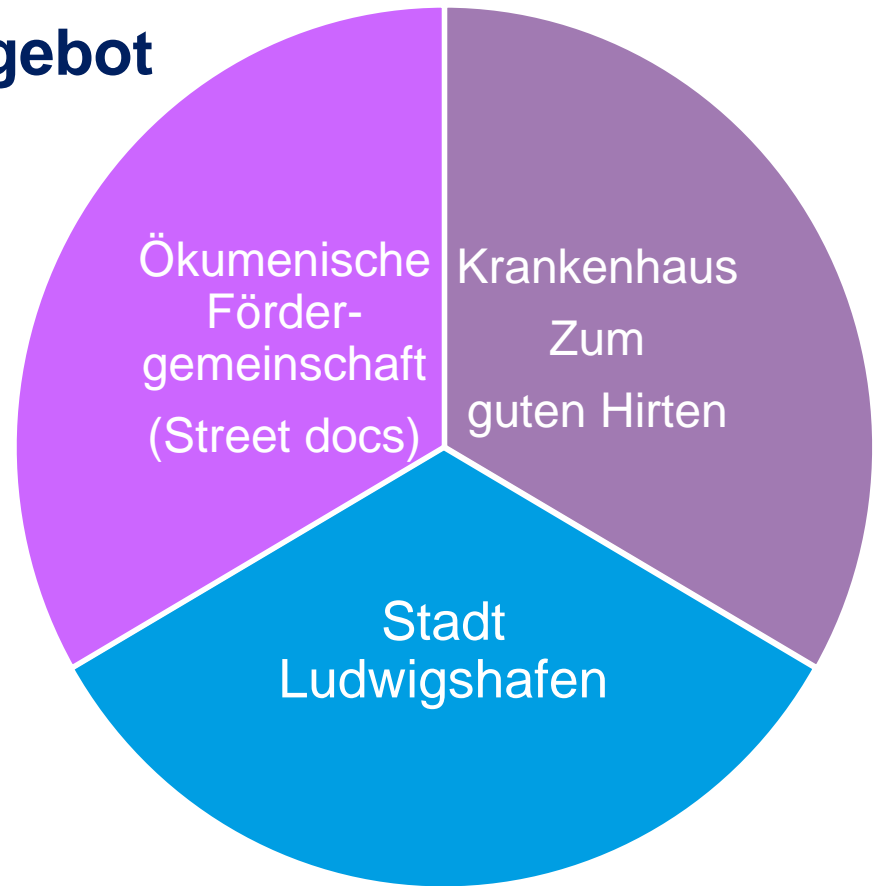 gebot
Ökumenische
Förder-
gemeinschaft
(Street docs)
Krankenhaus
Zum
guten Hirten
Stadt
Ludwigshafen